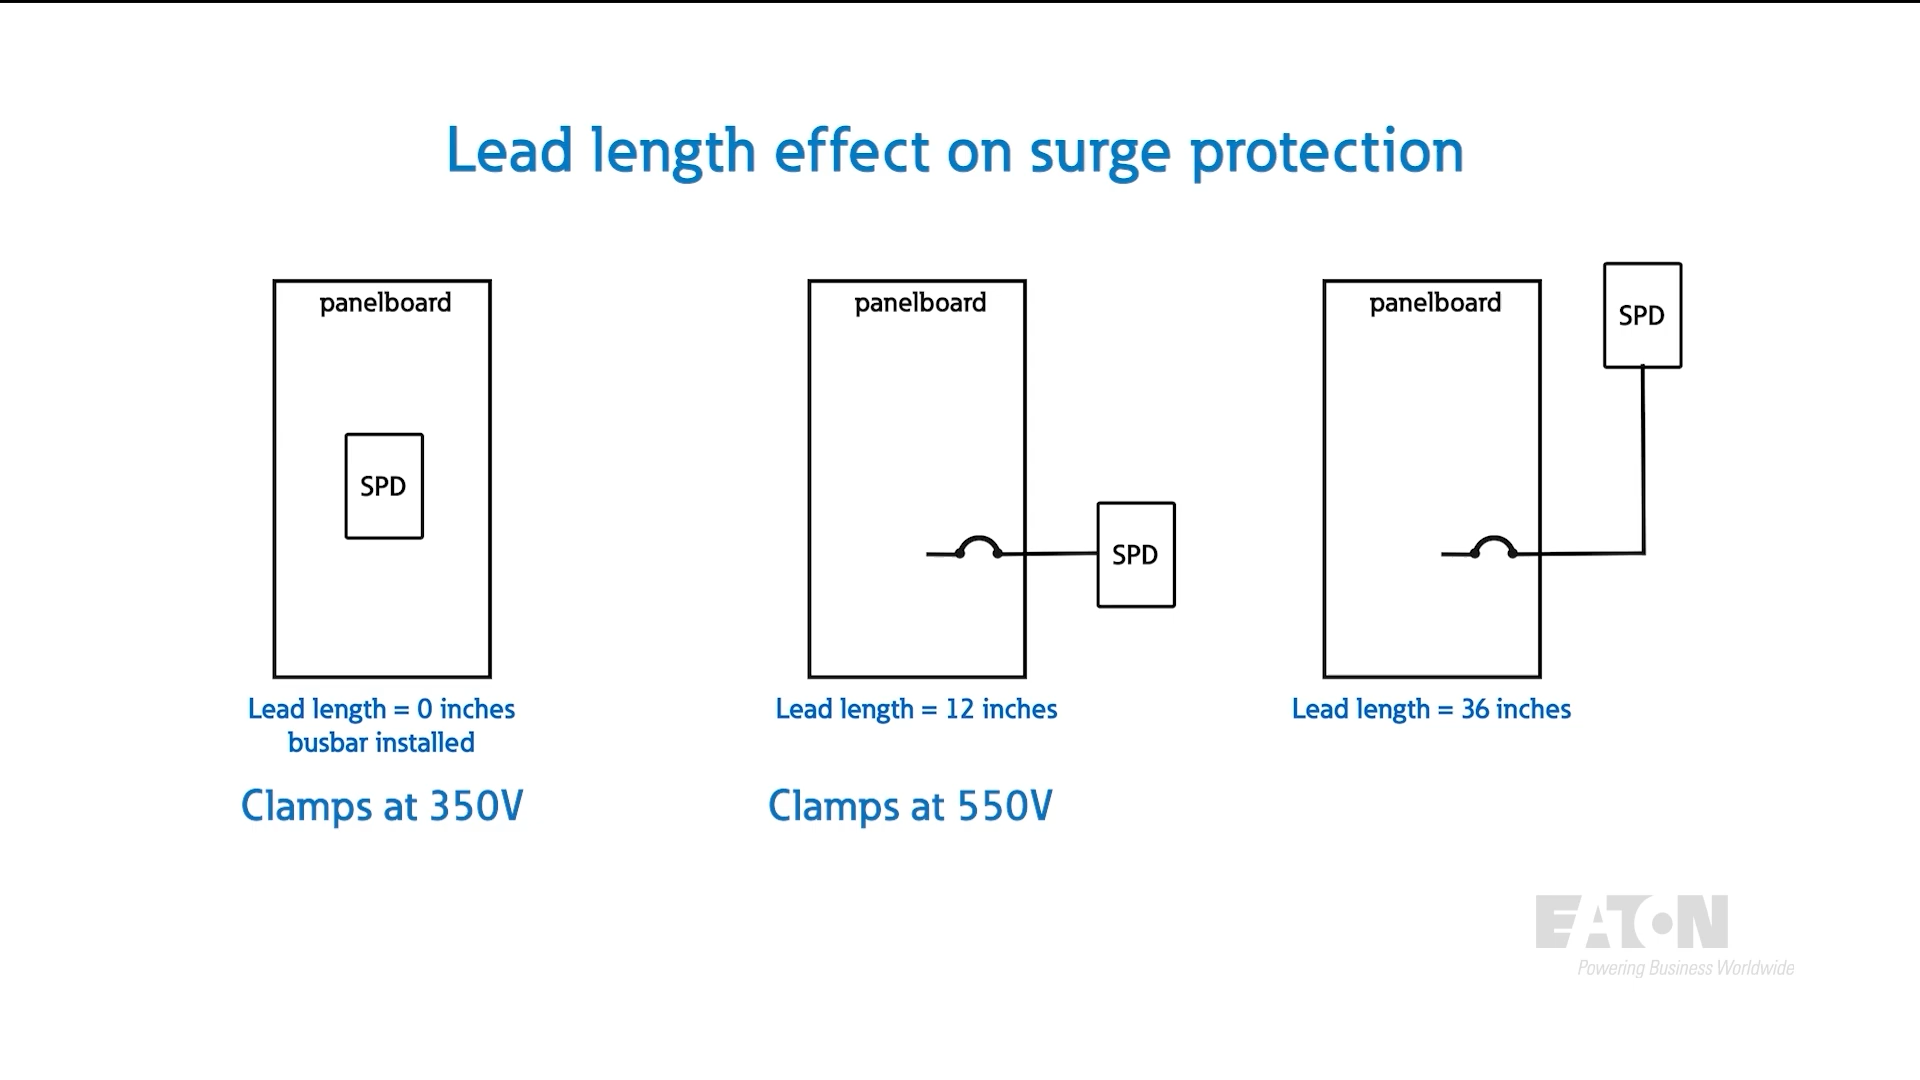 Lead length effect on surge protection
panelboard
SPD
Lead length = 0 inches
busbar installed
Clamps at 350V
panelboard
SPD
Lead length = 12 inches
Clamps at 550V
panelboard
SPD
Lead length = 36 inches
EATON
Powering Business Worldwide